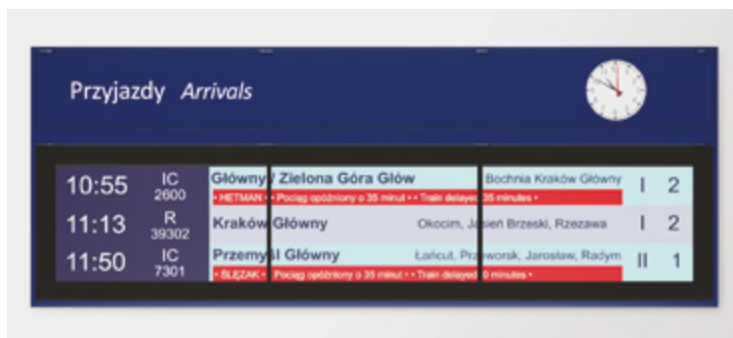 Przyjazdy Arrivals
10:55 IC 2600 Główny / Zielona Góra Głów Bochnia Kraków Główny I 2
• HETMAN • • Pociąg opóźniony o 35 minut • • Train delayed 35 minutes •
11:13 R 39302 Kraków Główny Okocim, Jasień Brzeski, Rzezawa I 2
11:50 IC 7301 Przemyśl Główny Łańcut, Przeworsk, Jarosław, Radym II 1
• ŚLĘZAK • Pociąg opóźniony o 35 minut • • Train delayed 0 minutes •